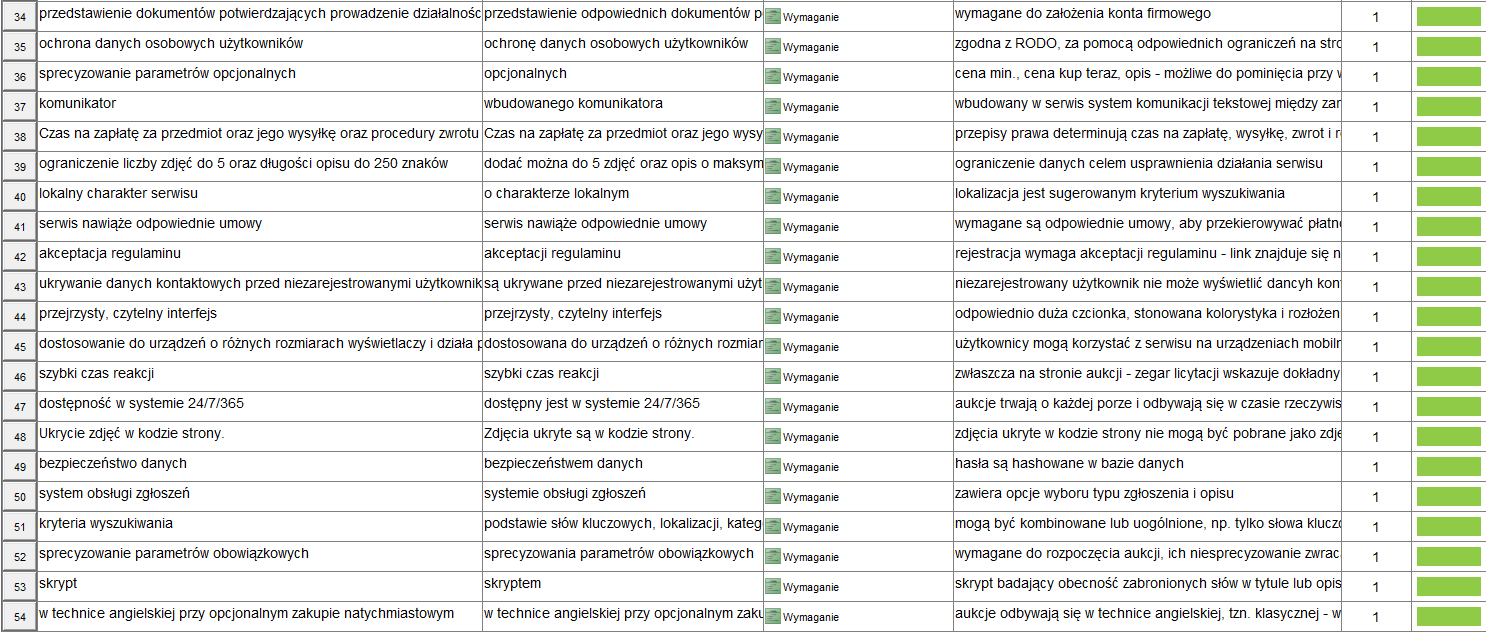 34 przedstawienie dokumentów potwierdzających prowadzenie działalnośc przedstawienie odpowiednich dokumentów p Wymaganie wymagane do założenia konta firmowego 1
35 ochrona danych osobowych użytkowników ochronę danych osobowych użytkowników Wymaganie zgodna z RODO, za pomocą odpowiednich ograniczeń na stro 1
36 sprecyzowanie parametrów opcjonalnych opcjonalnych Wymaganie cena min., cena kup teraz, opis - możliwe do pominięcia przy w 1
37 komunikator wbudowanego komunikatora Wymaganie wbudowany w serwis system komunikacji tekstowej między zar 1
38 Czas na zapłatę za przedmiot oraz jego wysyłkę oraz procedury zwrotu Czas na zapłatę za przedmiot oraz jego wysy Wymaganie przepisy prawa determinują czas na zapłatę, wysyłkę, zwrot i r 1
39 ograniczenie liczby zdjęć do 5 oraz długości opisu do 250 znaków dodać można do 5 zdjęć oraz opis o maksym Wymaganie ograniczenie danych celem usprawnienia działania serwisu 1
40 lokalny charakter serwisu o charakterze lokalnym Wymaganie lokalizacja jest sugerowanym kryterium wyszukiwania 1
41 serwis nawiąże odpowiednie umowy serwis nawiąże odpowiednie umowy Wymaganie wymagane są odpowiednie umowy, aby przekierowywać płatn 1
42 akceptacja regulaminu akceptacji regulaminu Wymaganie rejestracja wymaga akceptacji regulaminu - link znajduje się n 1
43 ukrywanie danych kontaktowych przed niezarejestrowanymi użytkownik są ukrywane przed niezarejestrowanymi użyt Wymaganie niezarejestrowany użytkownik nie może wyświetlić dancyh kon 1
44 przejrzysty, czytelny interfejs przejrzysty, czytelny interfejs Wymaganie odpowiednio duża czcionka, stonowana kolorystyka i rozłożen 1
45 dostosowanie do urządzeń o różnych rozmiarach wyświetlaczy i działa p dostosowana do urządzeń o różnych rozmiar Wymaganie użytkownicy mogą korzystać z serwisu na urządzeniach mobiln 1
46 szybki czas reakcji szybki czas reakcji Wymaganie zwłaszcza na stronie aukcji - zegar licytacji wskazuje dokładny 1
47 dostępność w systemie 24/7/365 dostępny jest w systemie 24/7/365 Wymaganie aukcje trwają o każdej porze i odbywają się w czasie rzeczywis 1
48 Ukrycie zdjęć w kodzie strony. Zdjęcia ukryte są w kodzie strony. Wymaganie zdjęcia ukryte w kodzie strony nie mogą być pobrane jako zdję 1
49 bezpieczeństwo danych bezpieczeństwem danych Wymaganie hasła są hashowane w bazie danych 1
50 system obsługi zgłoszeń systemie obsługi zgłoszeń Wymaganie zawiera opcje wyboru typu zgłoszenia i opisu 1
51 kryteria wyszukiwania podstawie słów kluczowych, lokalizacji, kateg Wymaganie mogą być kombinowane lub uogólnione, np. tylko słowa klucz 1
52 sprecyzowanie parametrów obowiązkowych sprecyzowania parametrów obowiązkowych Wymaganie wymagane do rozpoczęcia aukcji, ich niesprecyzowanie zwrac 1
53 skrypt skryptem Wymaganie skrypt badający obecność zabronionych słów w tytule lub opis 1
54 w technice angielskiej przy opcjonalnym zakupie natychmiastowym w technice angielskiej przy opcjonalnym zaku Wymaganie aukcje odbywają się w technice angielskiej, tzn. klasycznej - w 1